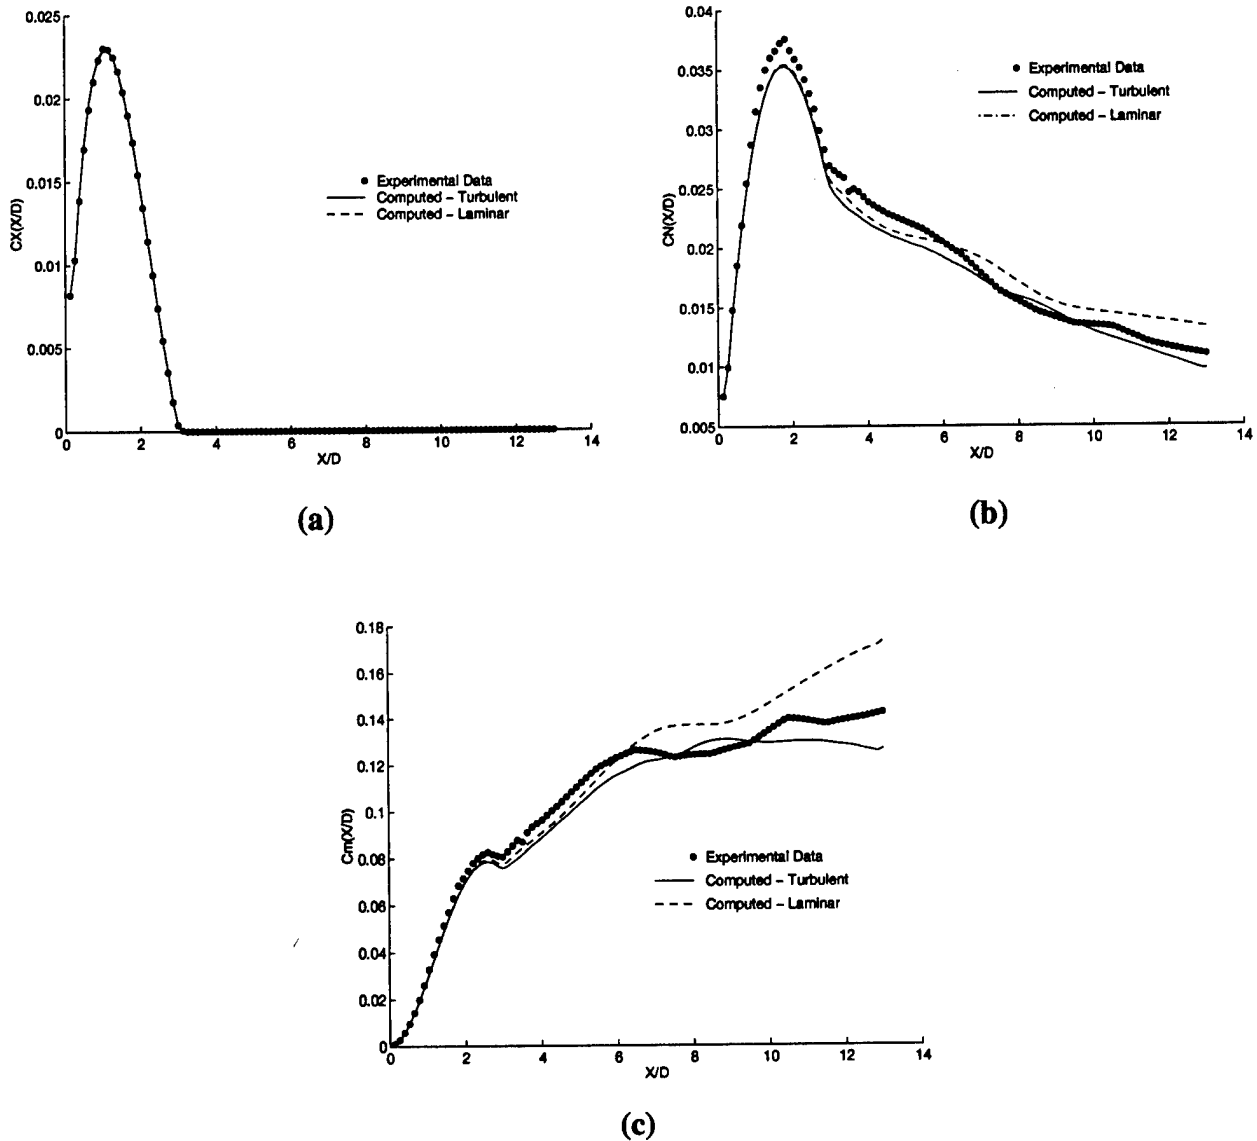 0.025
0.02
0.015
0.01
0.005
0
CX(X/D)
Experimental Data
Computed – Turbulent
Computed – Laminar
0 2 4 6 8 10 12 14
X/D
(a)
0.04
0.035
0.03
0.025
0.02
0.015
0.01
0.005
CN(X/D)
Experimental Data
Computed – Turbulent
Computed – Laminar
0 2 4 6 8 10 12 14
X/D
(b)
0.18
0.16
0.14
0.12
0.1
0.08
0.06
0.04
0.02
0
Cm(X/D)
Experimental Data
Computed – Turbulent
Computed – Laminar
0 2 4 6 8 10 12 14
X/D
(c)